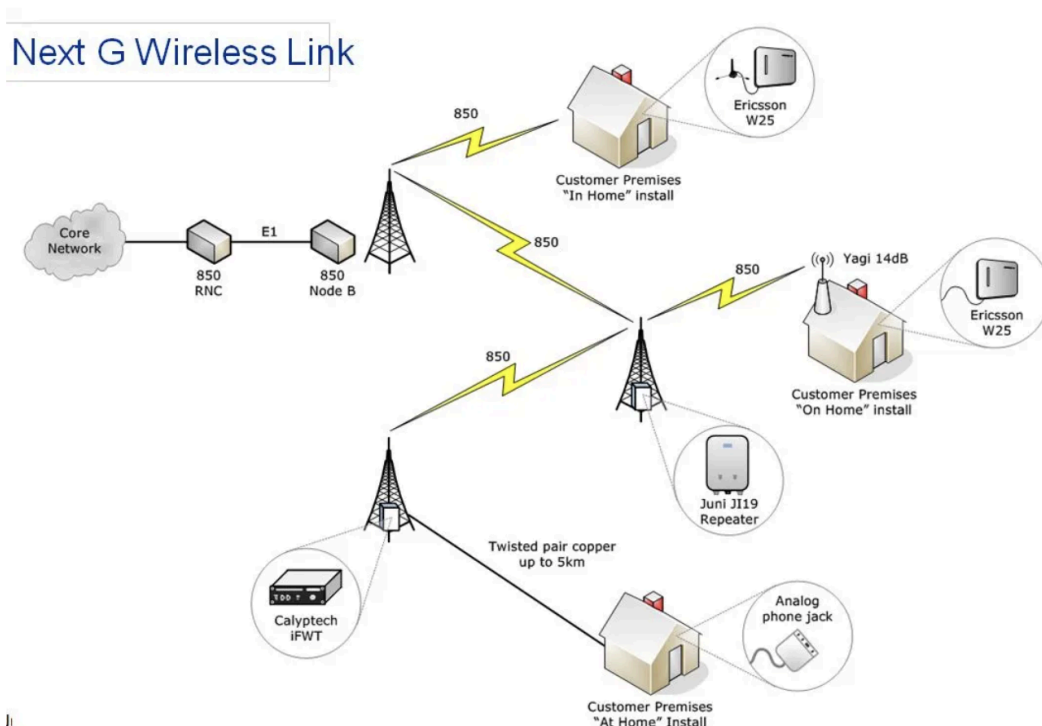 Next G Wireless Link
850
Ericsson
W25
Customer Premises
"In Home" install
Core
Network
E1
850
RNC
850
Node B
850
850
Yagi 14dB
Ericsson
W25
Customer Premises
"On Home" install
850
Juni JI19
Repeater
Twisted pair copper
up to 5km
Calyptech
iFWT
Analog
phone jack
Customer Premises
"At Home" Install